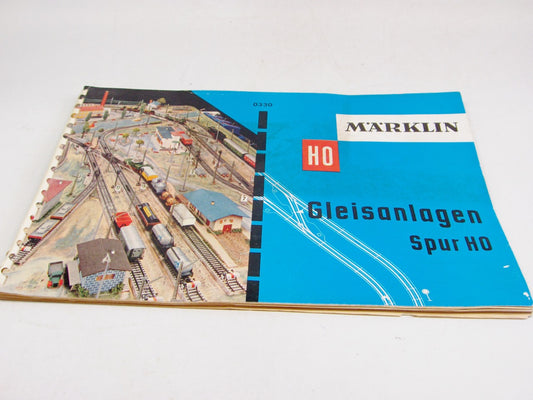 0330
MÄRKLIN
HO
Gleisanlagen
Spur HO